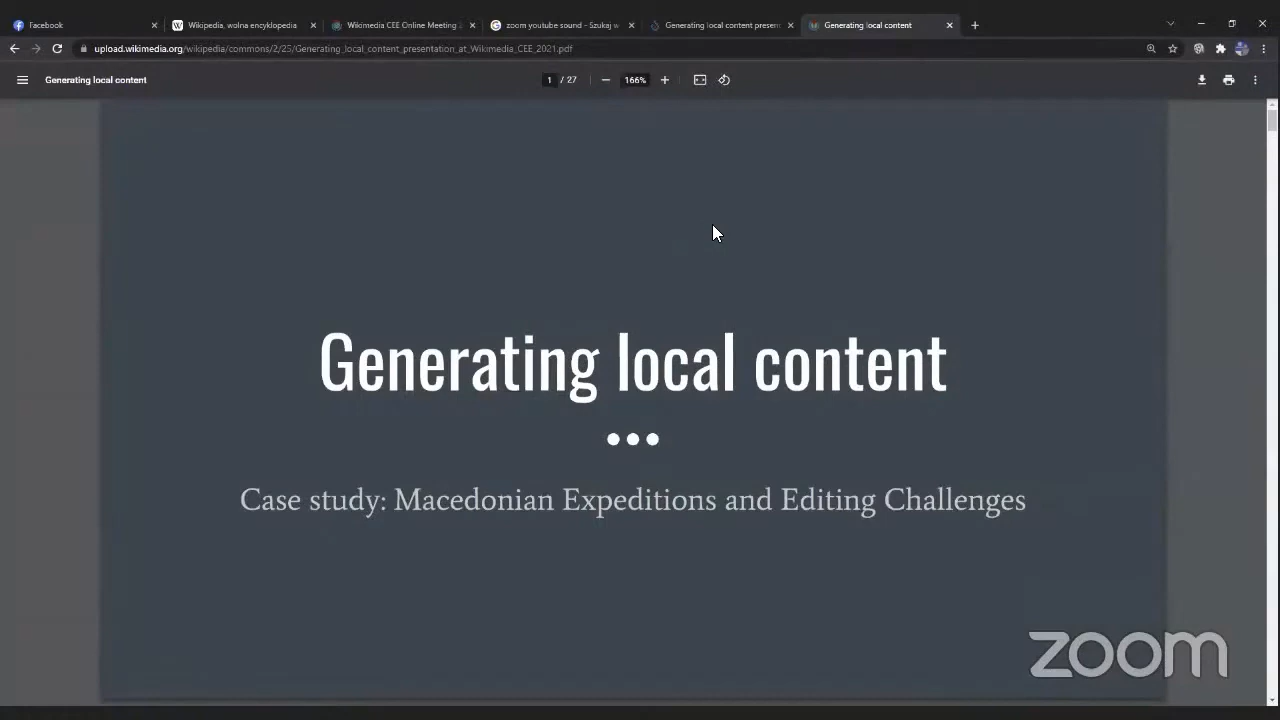 Facebook
Wikipedia, wolna encyklopedia
Wikimedia CEE Online Meeting 2
zoom youtube sound - Szukaj w
Generating local content presen
Generating local content
upload.wikimedia.org/wikipedia/commons/2/25/Generating_local_content_presentation_at_Wikimedia_CEE_2021.pdf
Generating local content
1 / 27
166%
Generating local content
Case study: Macedonian Expeditions and Editing Challenges
zoom